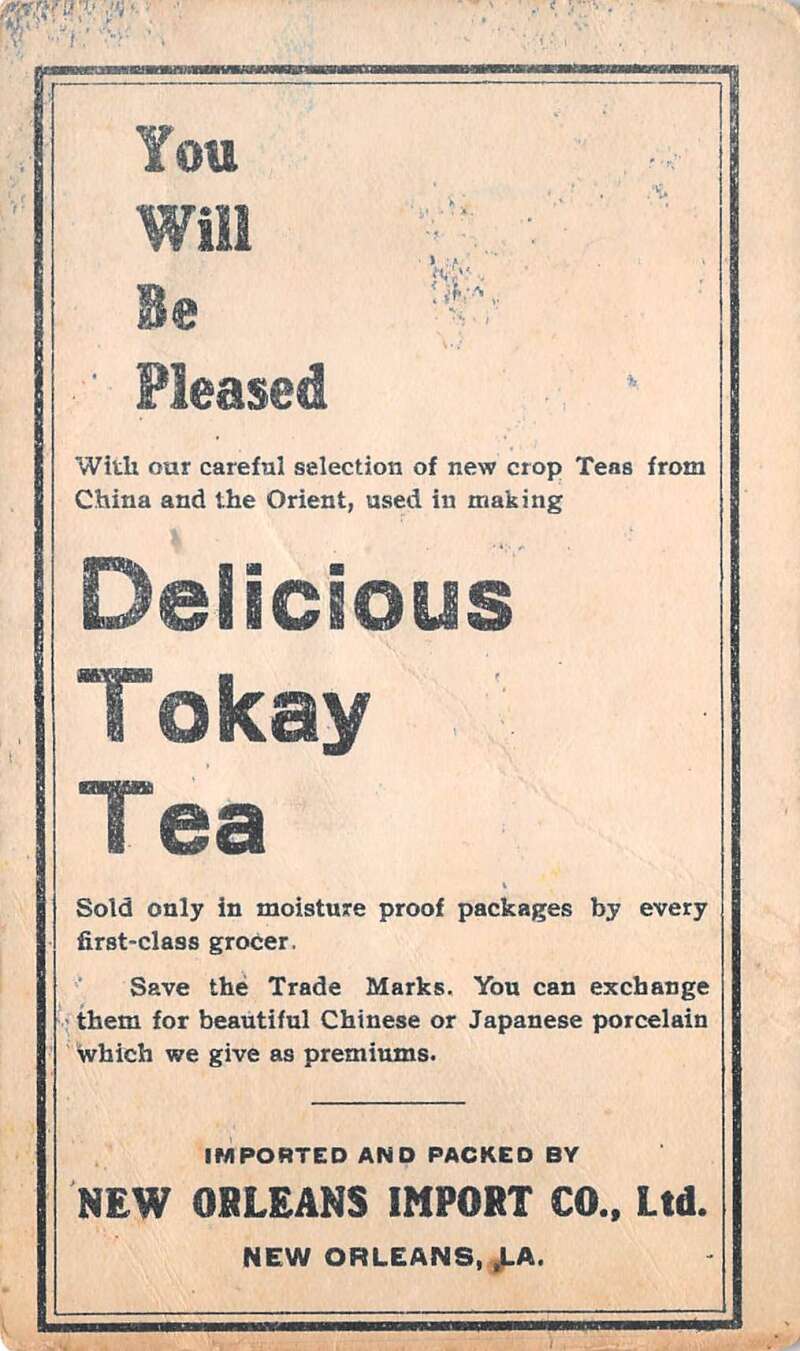 You
Will
Be
Pleased
With our careful selection of new crop Teas from
China and the Orient, used in making
Delicious
Tokay
Tea
Sold only in moisture proof packages by every
first-class grocer.
Save the Trade Marks. You can exchange
them for beautiful Chinese or Japanese porcelain
which we give as premiums.
IMPORTED AND PACKED BY
NEW ORLEANS IMPORT CO., Ltd.
NEW ORLEANS, LA.